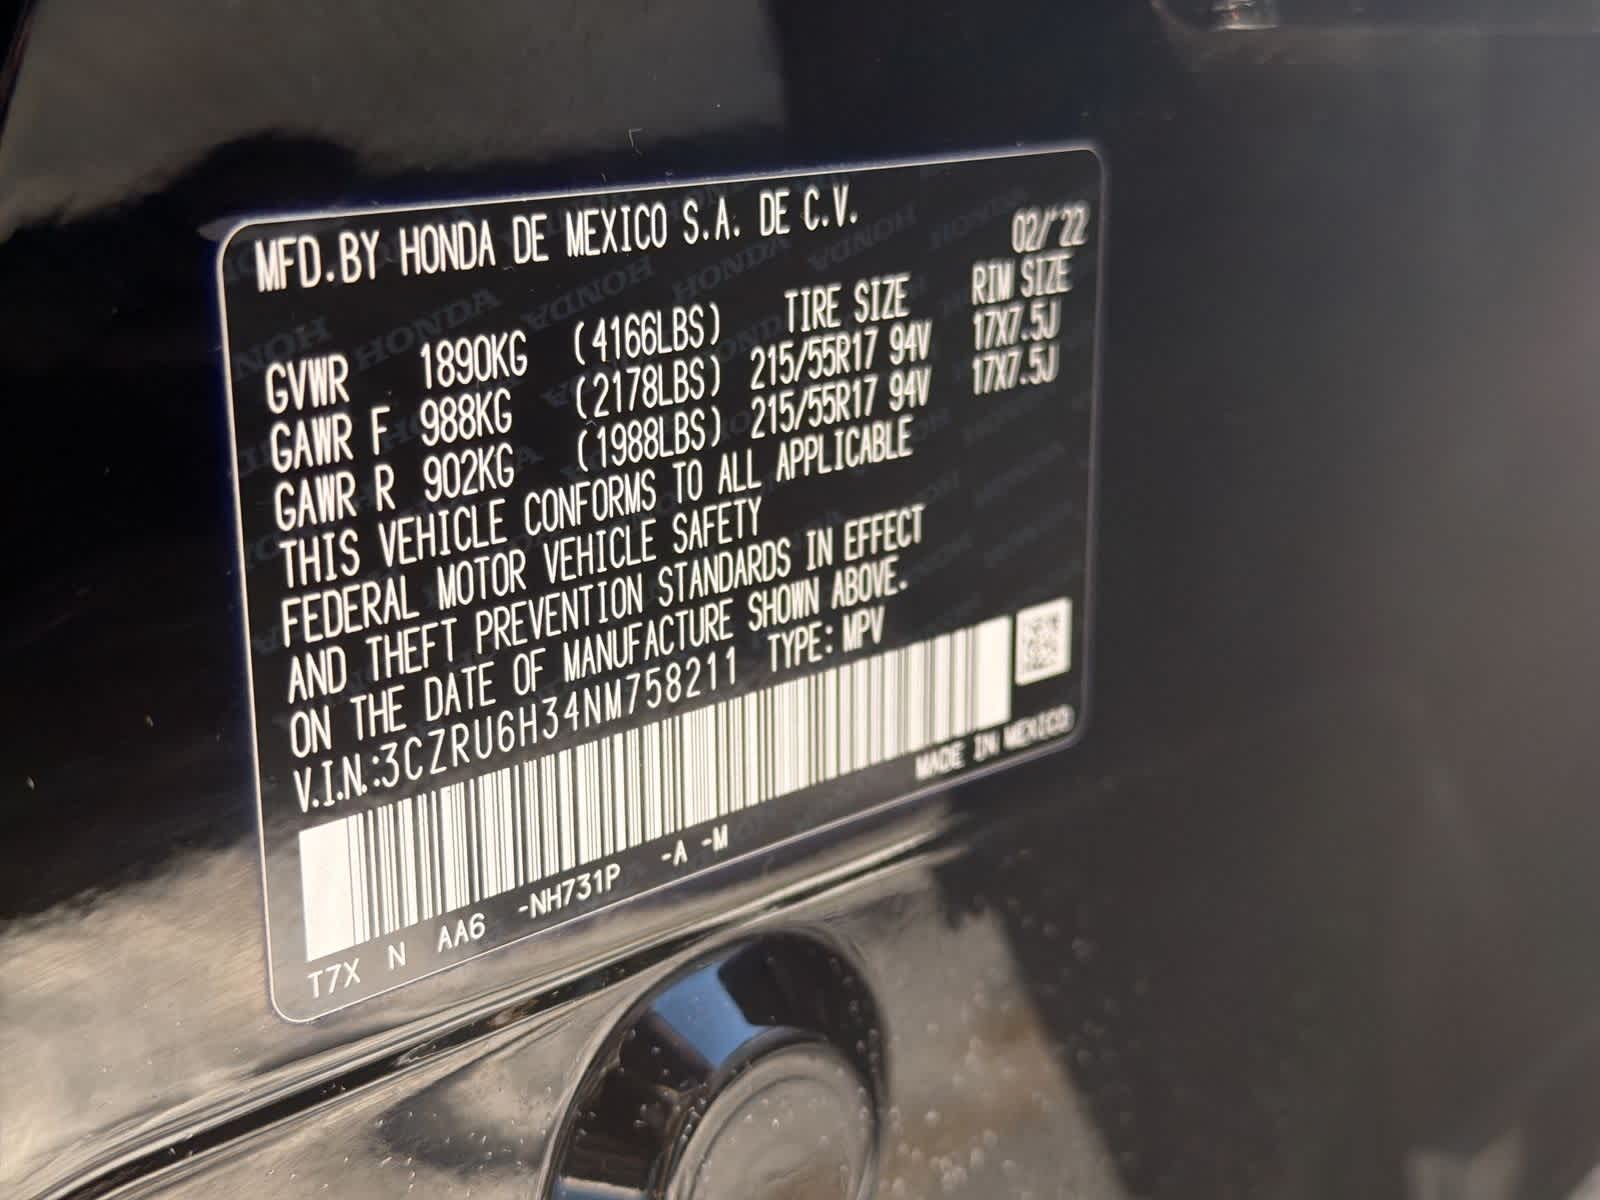 MFD.BY HONDA DE MEXICO S.A. DE C.V.
02/'22
GVWR 1890KG (4166LBS) TIRE SIZE RIM SIZE
GAWR F 988KG (2178LBS) 215/55R17 94V 17X7.5J
GAWR R 902KG (1988LBS) 215/55R17 94V 17X7.5J
THIS VEHICLE CONFORMS TO ALL APPLICABLE
FEDERAL MOTOR VEHICLE SAFETY
AND THEFT PREVENTION STANDARDS IN EFFECT
ON THE DATE OF MANUFACTURE SHOWN ABOVE.
V.I.N.:3CZRU6H34NM758211 TYPE: MPV
MADE IN MEXICO
T7X N AA6 -NH731P -A -M